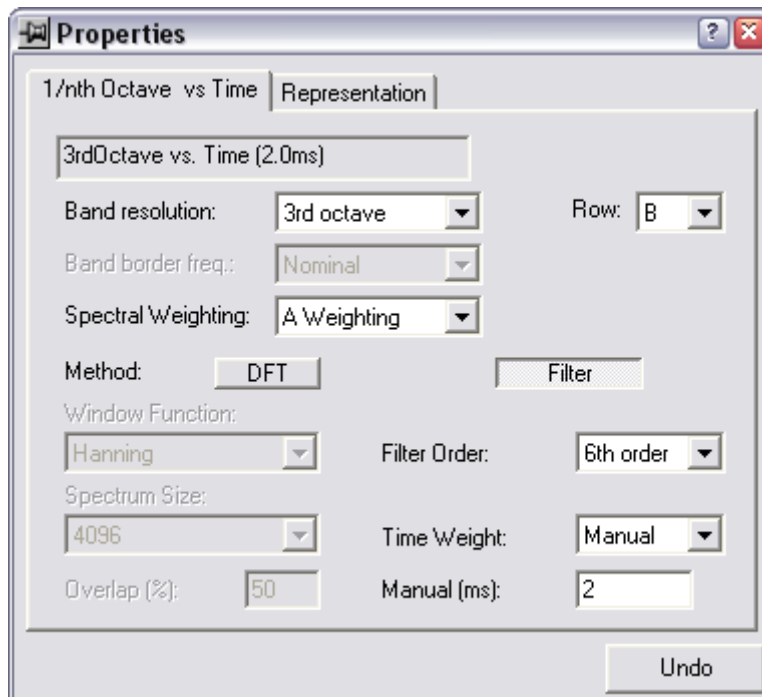 Properties
1/nth Octave vs Time Representation
3rdOctave vs. Time (2.0ms)
Band resolution: 3rd octave Row: B
Band border freq.: Nominal
Spectral Weighting: A Weighting
Method: DFT Filter
Window Function:
Hanning Filter Order: 6th order
Spectrum Size:
4096 Time Weight: Manual
Overlap (%): 50 Manual (ms): 2
Undo